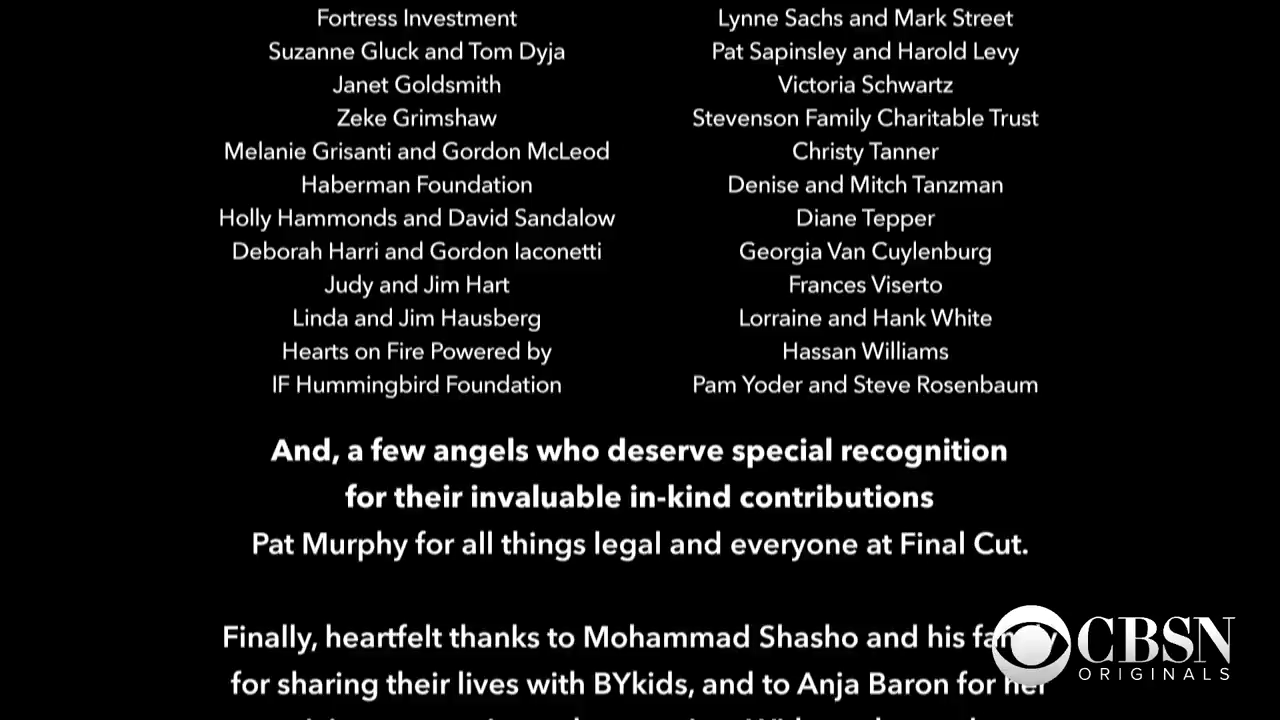 Fortress Investment
Suzanne Gluck and Tom Dyja
Janet Goldsmith
Zeke Grimshaw
Melanie Grisanti and Gordon McLeod
Haberman Foundation
Holly Hammonds and David Sandalow
Deborah Harri and Gordon Iaconetti
Judy and Jim Hart
Linda and Jim Hausberg
Hearts on Fire Powered by
IF Hummingbird Foundation
Lynne Sachs and Mark Street
Pat Sapinsley and Harold Levy
Victoria Schwartz
Stevenson Family Charitable Trust
Christy Tanner
Denise and Mitch Tanzman
Diane Tepper
Georgia Van Cuylenburg
Frances Viserto
Lorraine and Hank White
Hassan Williams
Pam Yoder and Steve Rosenbaum
And, a few angels who deserve special recognition
for their invaluable in-kind contributions
Pat Murphy for all things legal and everyone at Final Cut.
Finally, heartfelt thanks to Mohammad Shasho and his family
for sharing their lives with BYkids, and to Anja Baron for her
CBSN
ORIGINALS